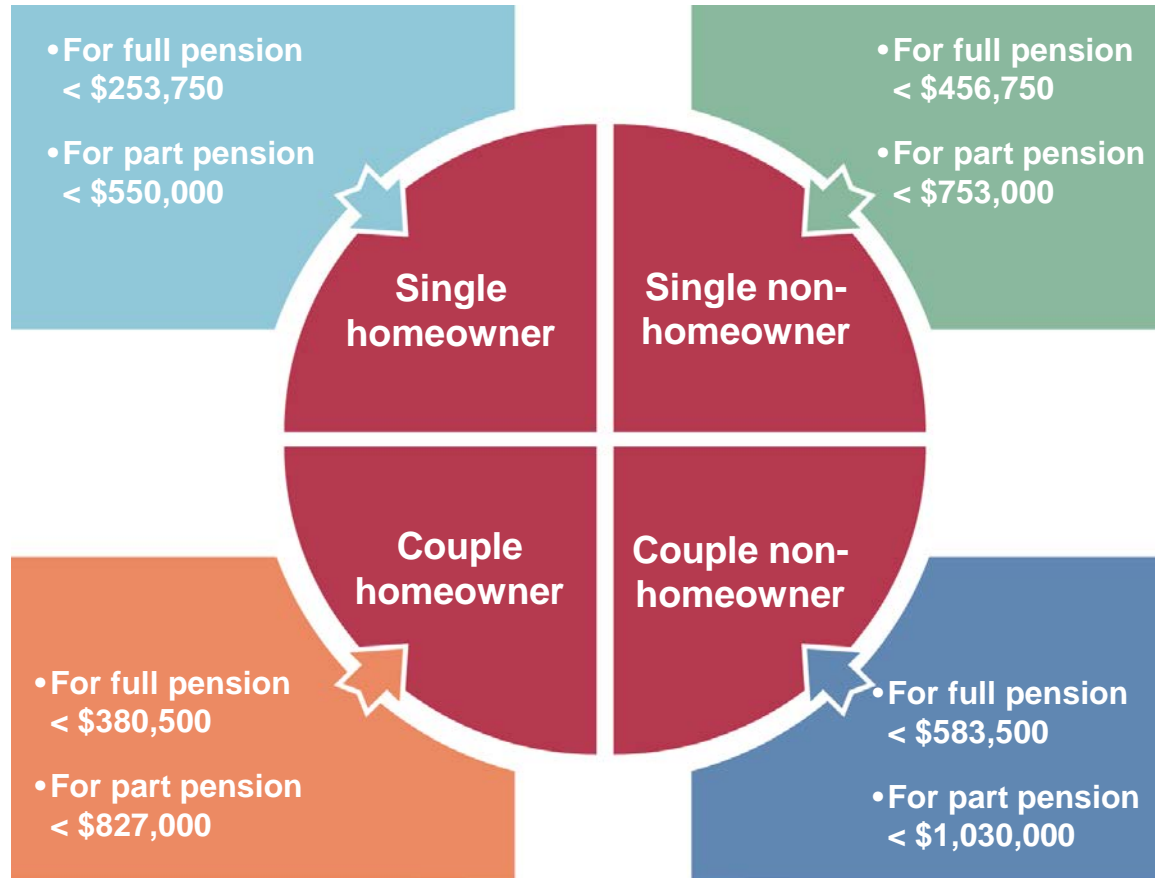 •For full pension
< $253,750
•For part pension
< $550,000
•For full pension
< $456,750
•For part pension
< $753,000
Single
homeowner
Single non-
homeowner
Couple
homeowner
Couple non-
homeowner
•For full pension
< $380,500
•For part pension
< $827,000
•For full pension
< $583,500
•For part pension
< $1,030,000